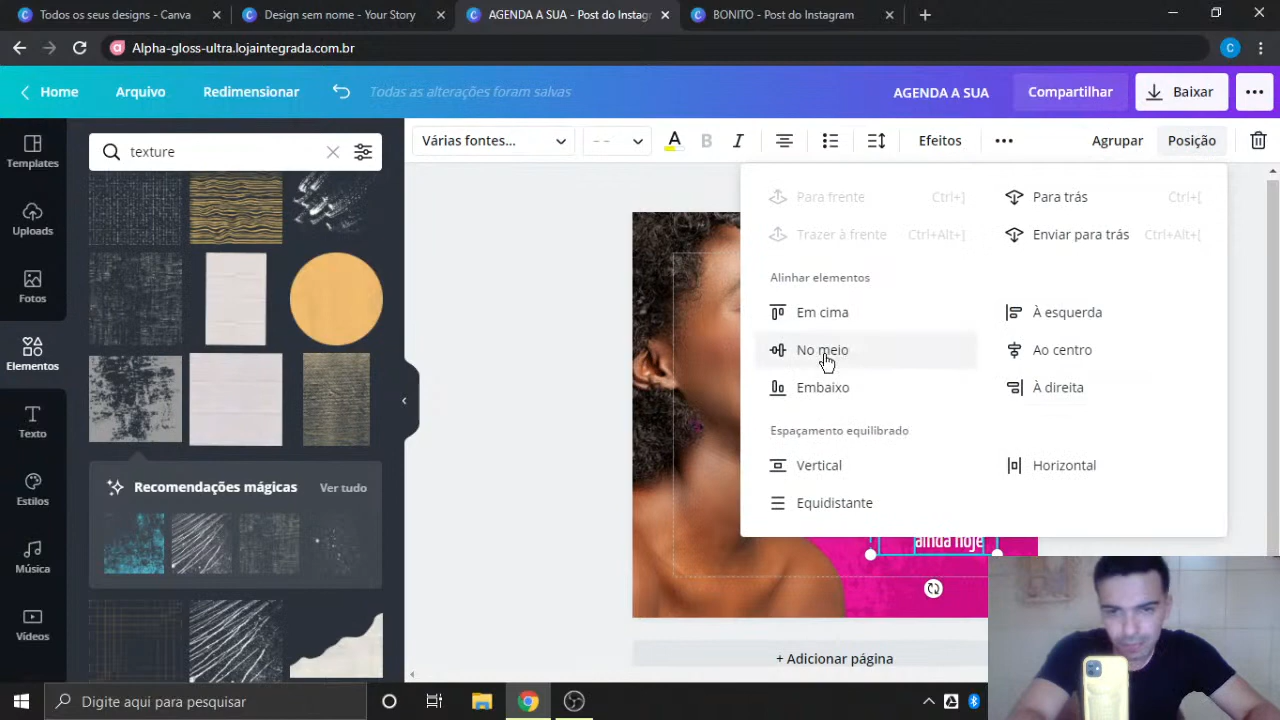 Todos os seus designs - Canva
Design sem nome - Your Story
AGENDA A SUA - Post do Instag
BONITO - Post do Instagram
Alpha-gloss-ultra.lojaintegrada.com.br
C
Home
Arquivo
Redimensionar
Todas as alterações foram salvas
AGENDA A SUA
Compartilhar
Baixar
Templates
Uploads
Fotos
Elementos
Texto
Estilos
Música
Vídeos
texture
Recomendações mágicas
Ver tudo
Várias fontes...
- -
A
B
I
Efeitos
Agrupar
Posição
Para frente
Ctrl+]
Para trás
Ctrl+[
Trazer à frente
Ctrl+Alt+]
Enviar para trás
Ctrl+Alt+[
Alinhar elementos
Em cima
À esquerda
No meio
Ao centro
Embaixo
À direita
Espaçamento equilibrado
Vertical
Horizontal
Equidistante
ainda hoje
+ Adicionar página
Digite aqui para pesquisar